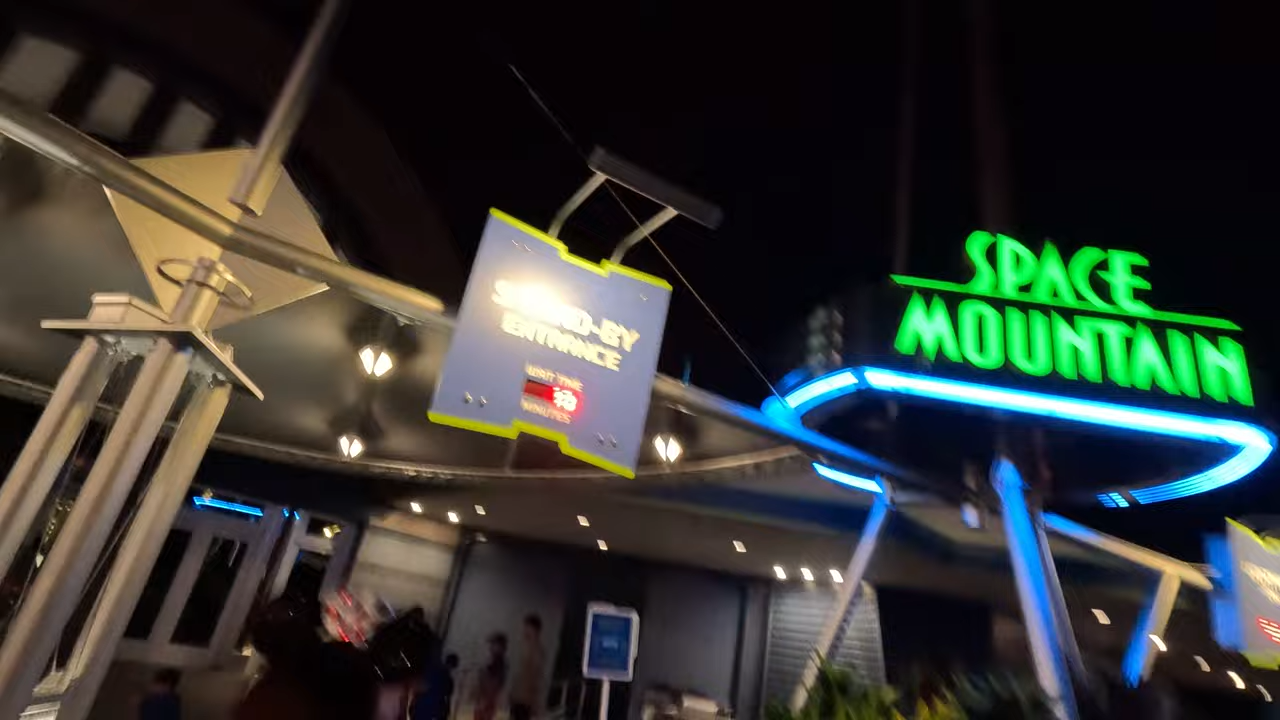 STAND-BY
ENTRANCE
WAIT TIME
MINUTES
SPACE
MOUNTAIN